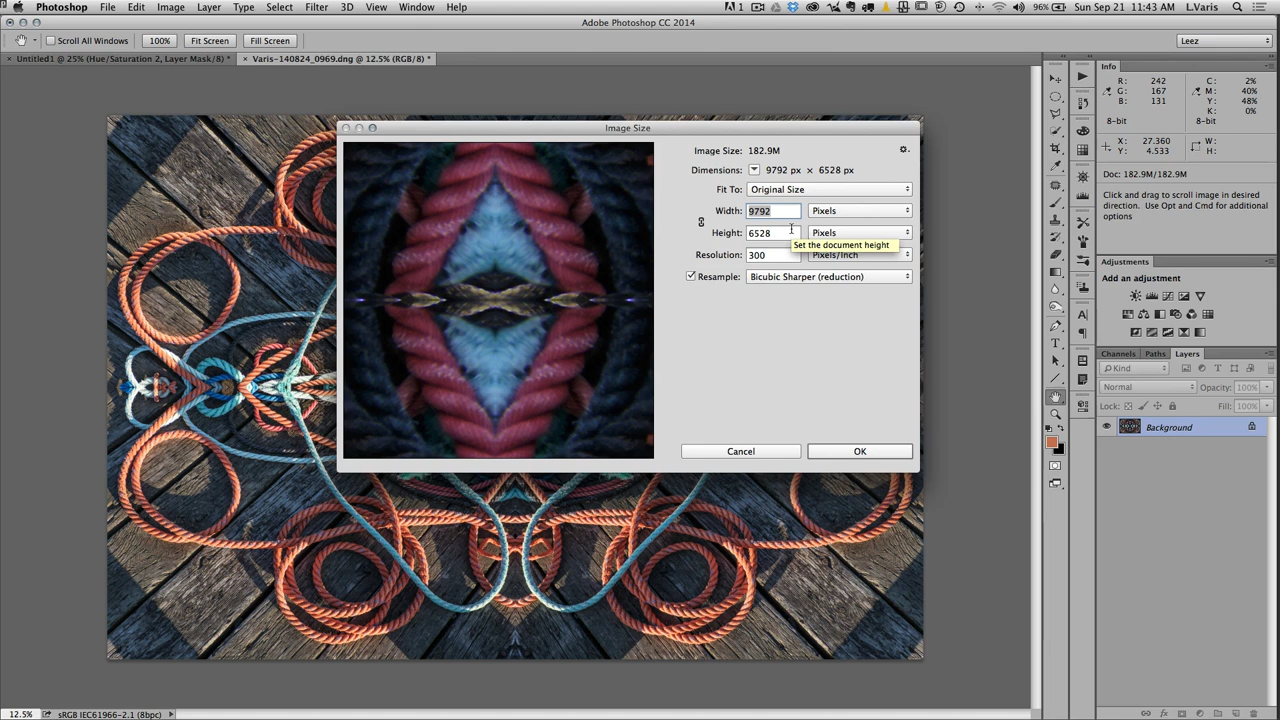 Photoshop File Edit Image Layer Type Select Filter 3D View Window Help 1 96% Sun Sep 21 11:43 AM L.Varis
Adobe Photoshop CC 2014
Scroll All Windows 100% Fit Screen Fill Screen Leez
× Untitled1 @ 25% (Hue/Saturation 2, Layer Mask/8) * × Varis-140824_0969.dng @ 12.5% (RGB/8) *
Image Size
Image Size: 182.9M
Dimensions: 9792 px × 6528 px
Fit To: Original Size
Width: 9792 Pixels
Height: 6528 Pixels
Set the document height
Resolution: 300 Pixels/Inch
Resample: Bicubic Sharper (reduction)
Cancel OK
Info
R: 242 C: 2%
G: 167 M: 40%
B: 131 Y: 48%
K: 0%
8-bit 8-bit
X: 27.360 W:
Y: 4.533 H:
Doc: 182.9M/182.9M
Click and drag to scroll image in desired
direction. Use Opt and Cmd for additional
options
Adjustments
Add an adjustment
Channels Paths Layers
Kind
Normal Opacity: 100%
Lock: Fill: 100%
Background
12.5% sRGB IEC61966-2.1 (8bpc)